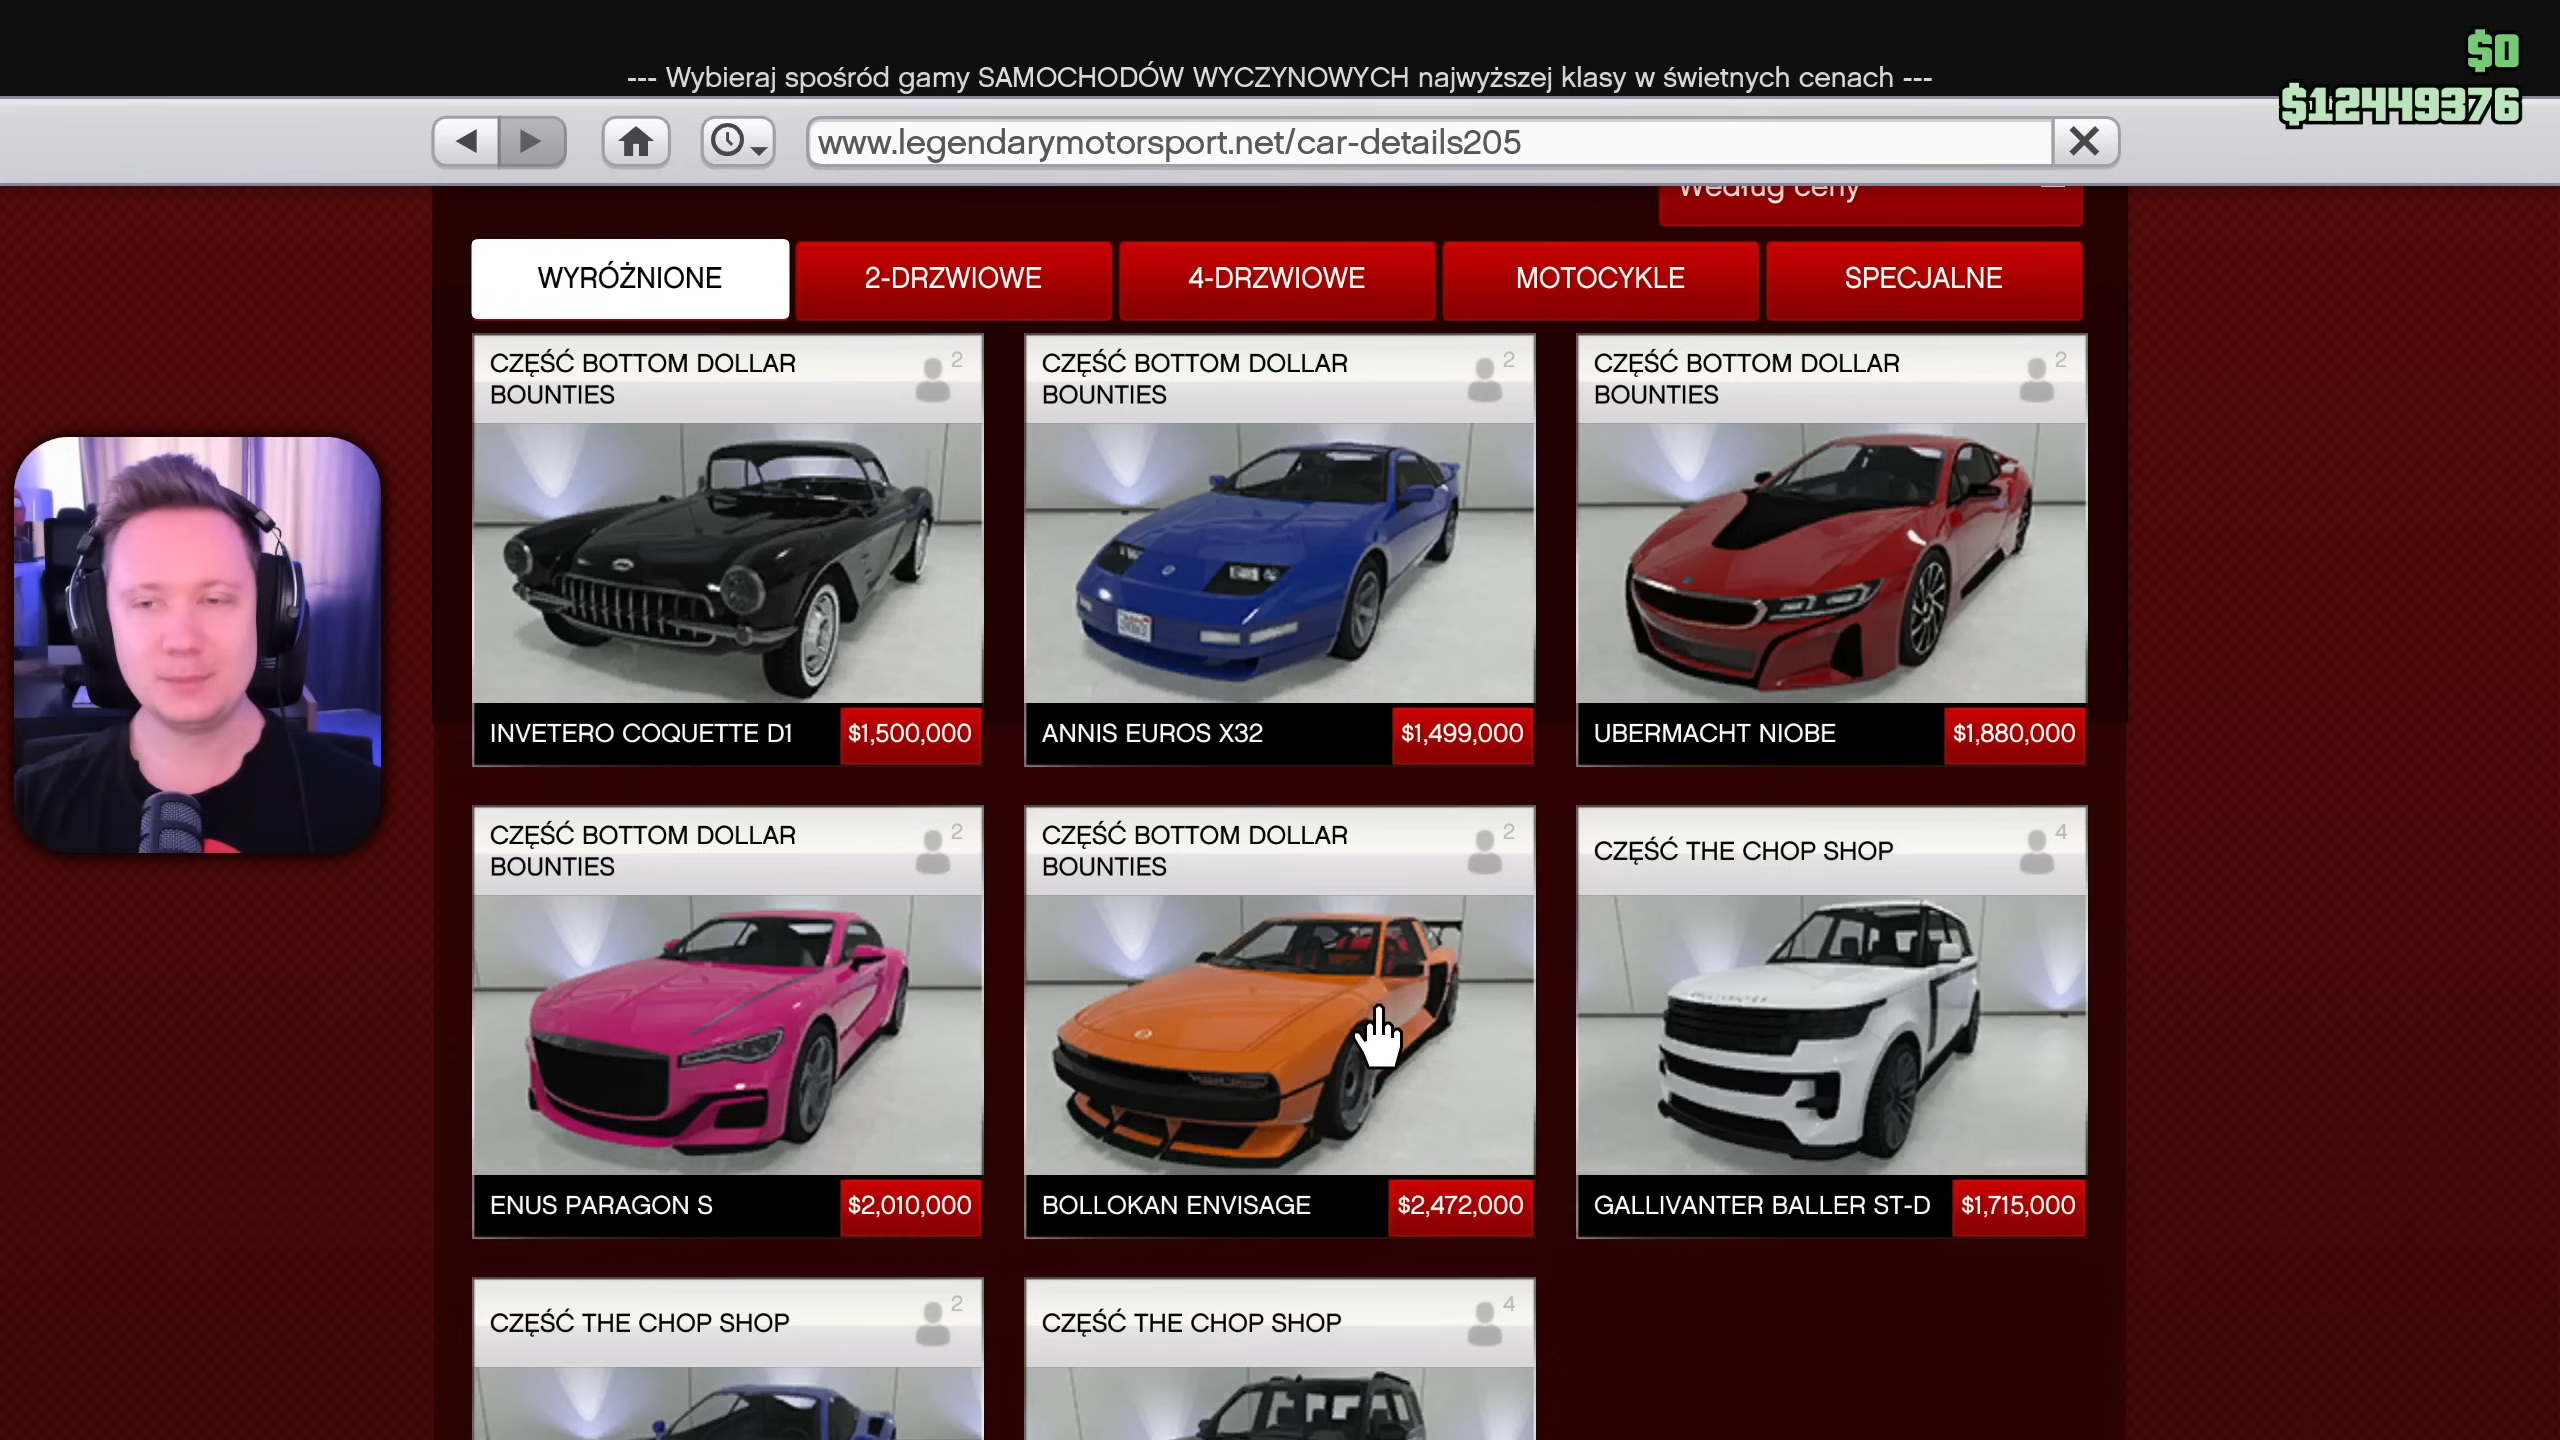 $0
--- Wybieraj spośród gamy SAMOCHODÓW WYCZYNOWYCH najwyższej klasy w świetnych cenach ---
$12449376
www.legendarymotorsport.net/car-details205
Według ceny
WYRÓŻNIONE
2-DRZWIOWE
4-DRZWIOWE
MOTOCYKLE
SPECJALNE
CZĘŚĆ BOTTOM DOLLAR
BOUNTIES
2
INVETERO COQUETTE D1
$1,500,000
CZĘŚĆ BOTTOM DOLLAR
BOUNTIES
2
ANNIS EUROS X32
$1,499,000
CZĘŚĆ BOTTOM DOLLAR
BOUNTIES
2
UBERMACHT NIOBE
$1,880,000
CZĘŚĆ BOTTOM DOLLAR
BOUNTIES
2
ENUS PARAGON S
$2,010,000
CZĘŚĆ BOTTOM DOLLAR
BOUNTIES
2
BOLLOKAN ENVISAGE
$2,472,000
CZĘŚĆ THE CHOP SHOP
4
GALLIVANTER BALLER ST-D
$1,715,000
CZĘŚĆ THE CHOP SHOP
2
CZĘŚĆ THE CHOP SHOP
4